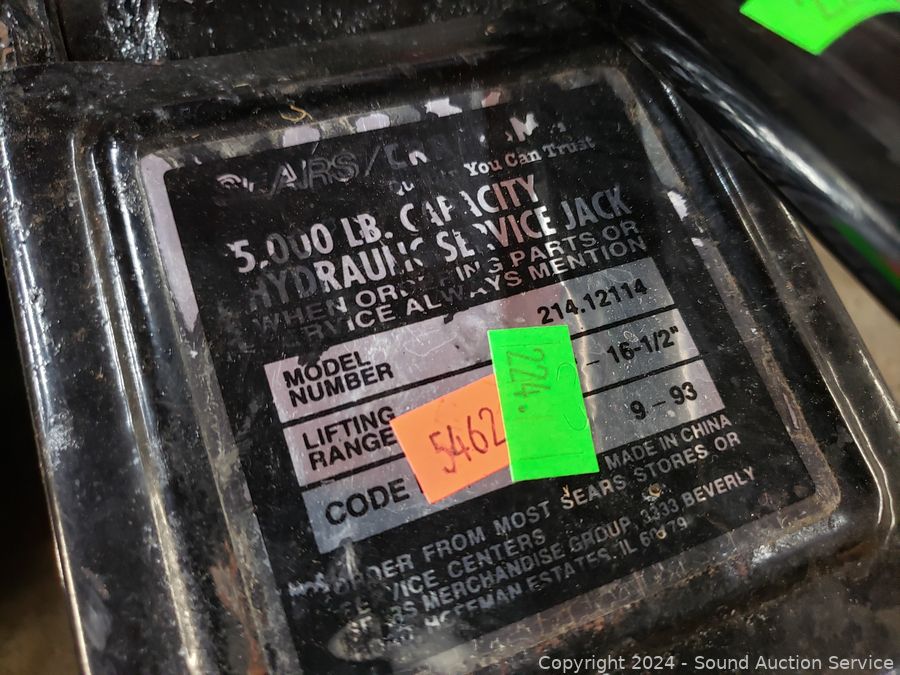 SEARS/
You Can Trust
5,000 LB. CAPACITY
HYDRAULIC SERVICE JACK
WHEN ORDERING PARTS OR
SERVICE ALWAYS MENTION
MODEL NUMBER 214.12114
LIFTING RANGE – 16-1/2"
CODE 9 – 93
5462
224.
MADE IN CHINA
ORDER FROM MOST SEARS STORES OR
SERVICE CENTERS
SEARS MERCHANDISE GROUP, 3333 BEVERLY
HOFFMAN ESTATES, IL 60179
Copyright © 2024 - Sound Auction Service